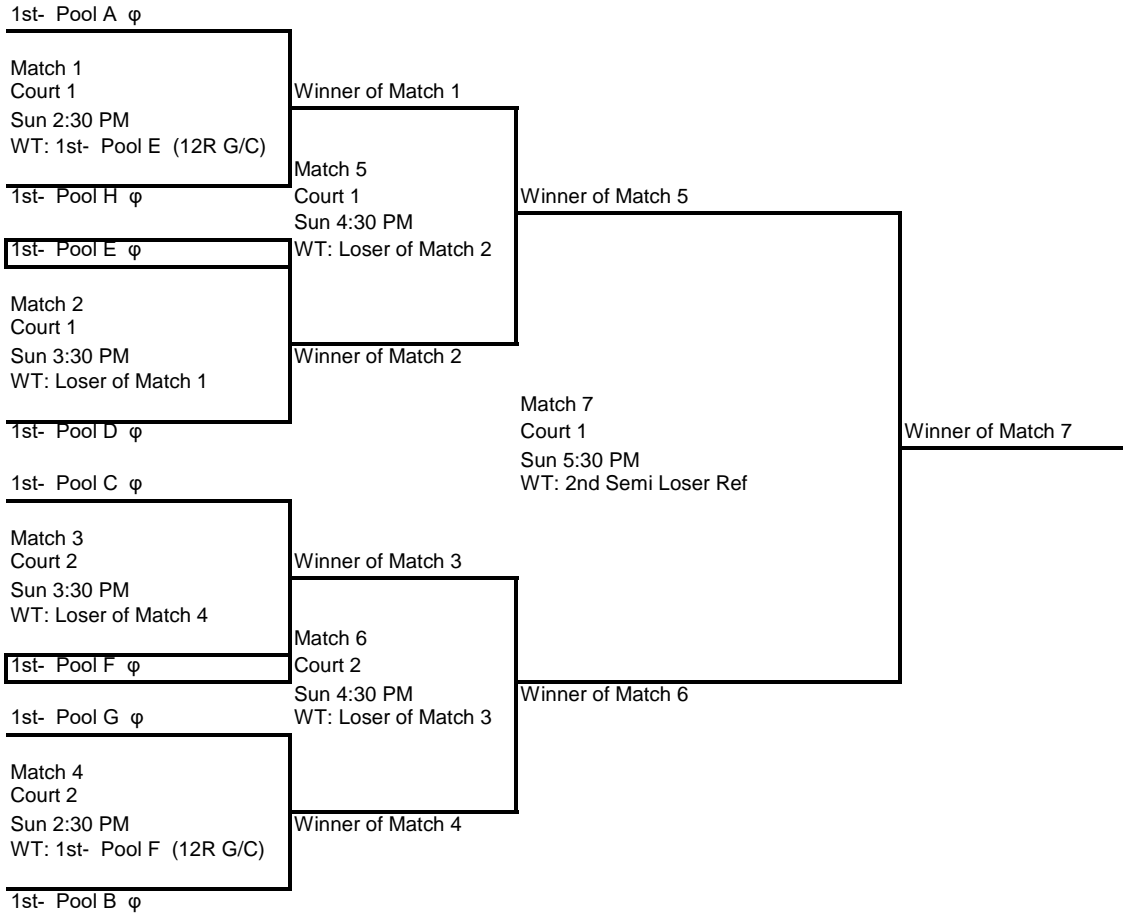 1st- Pool A φ
Match 1
Court 1
Sun 2:30 PM
WT: 1st- Pool E (12R G/C)
1st- Pool H φ
Winner of Match 1
1st- Pool E φ
Match 2
Court 1
Sun 3:30 PM
WT: Loser of Match 1
1st- Pool D φ
Match 5
Court 1
Sun 4:30 PM
WT: Loser of Match 2
Winner of Match 2
Winner of Match 5
1st- Pool C φ
Match 3
Court 2
Sun 3:30 PM
WT: Loser of Match 4
1st- Pool F φ
Winner of Match 3
Match 7
Court 1
Sun 5:30 PM
WT: 2nd Semi Loser Ref
Winner of Match 7
1st- Pool G φ
Match 4
Court 2
Sun 2:30 PM
WT: 1st- Pool F (12R G/C)
1st- Pool B φ
Match 6
Court 2
Sun 4:30 PM
WT: Loser of Match 3
Winner of Match 4
Winner of Match 6